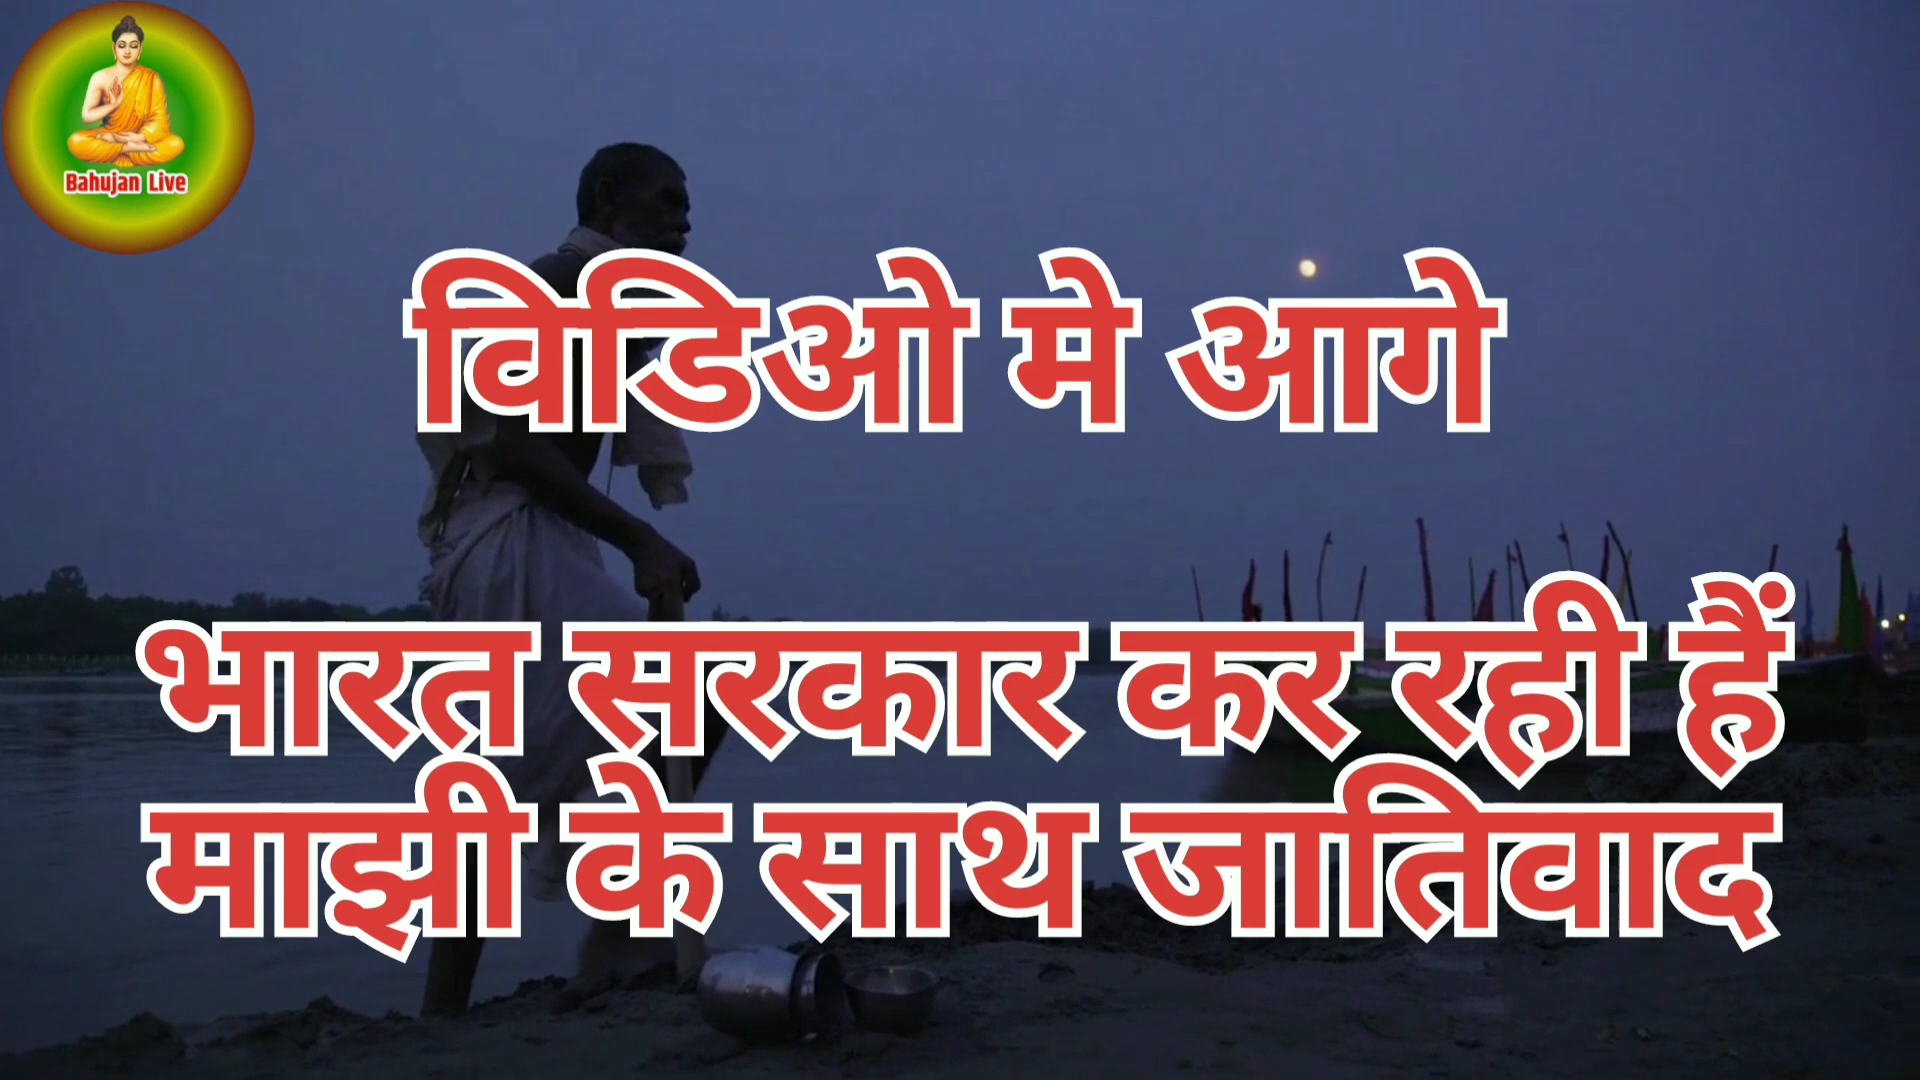 Bahujan Live
विडिओ मे आगे
भारत सरकार कर रही हैं
माझी के साथ जातिवाद